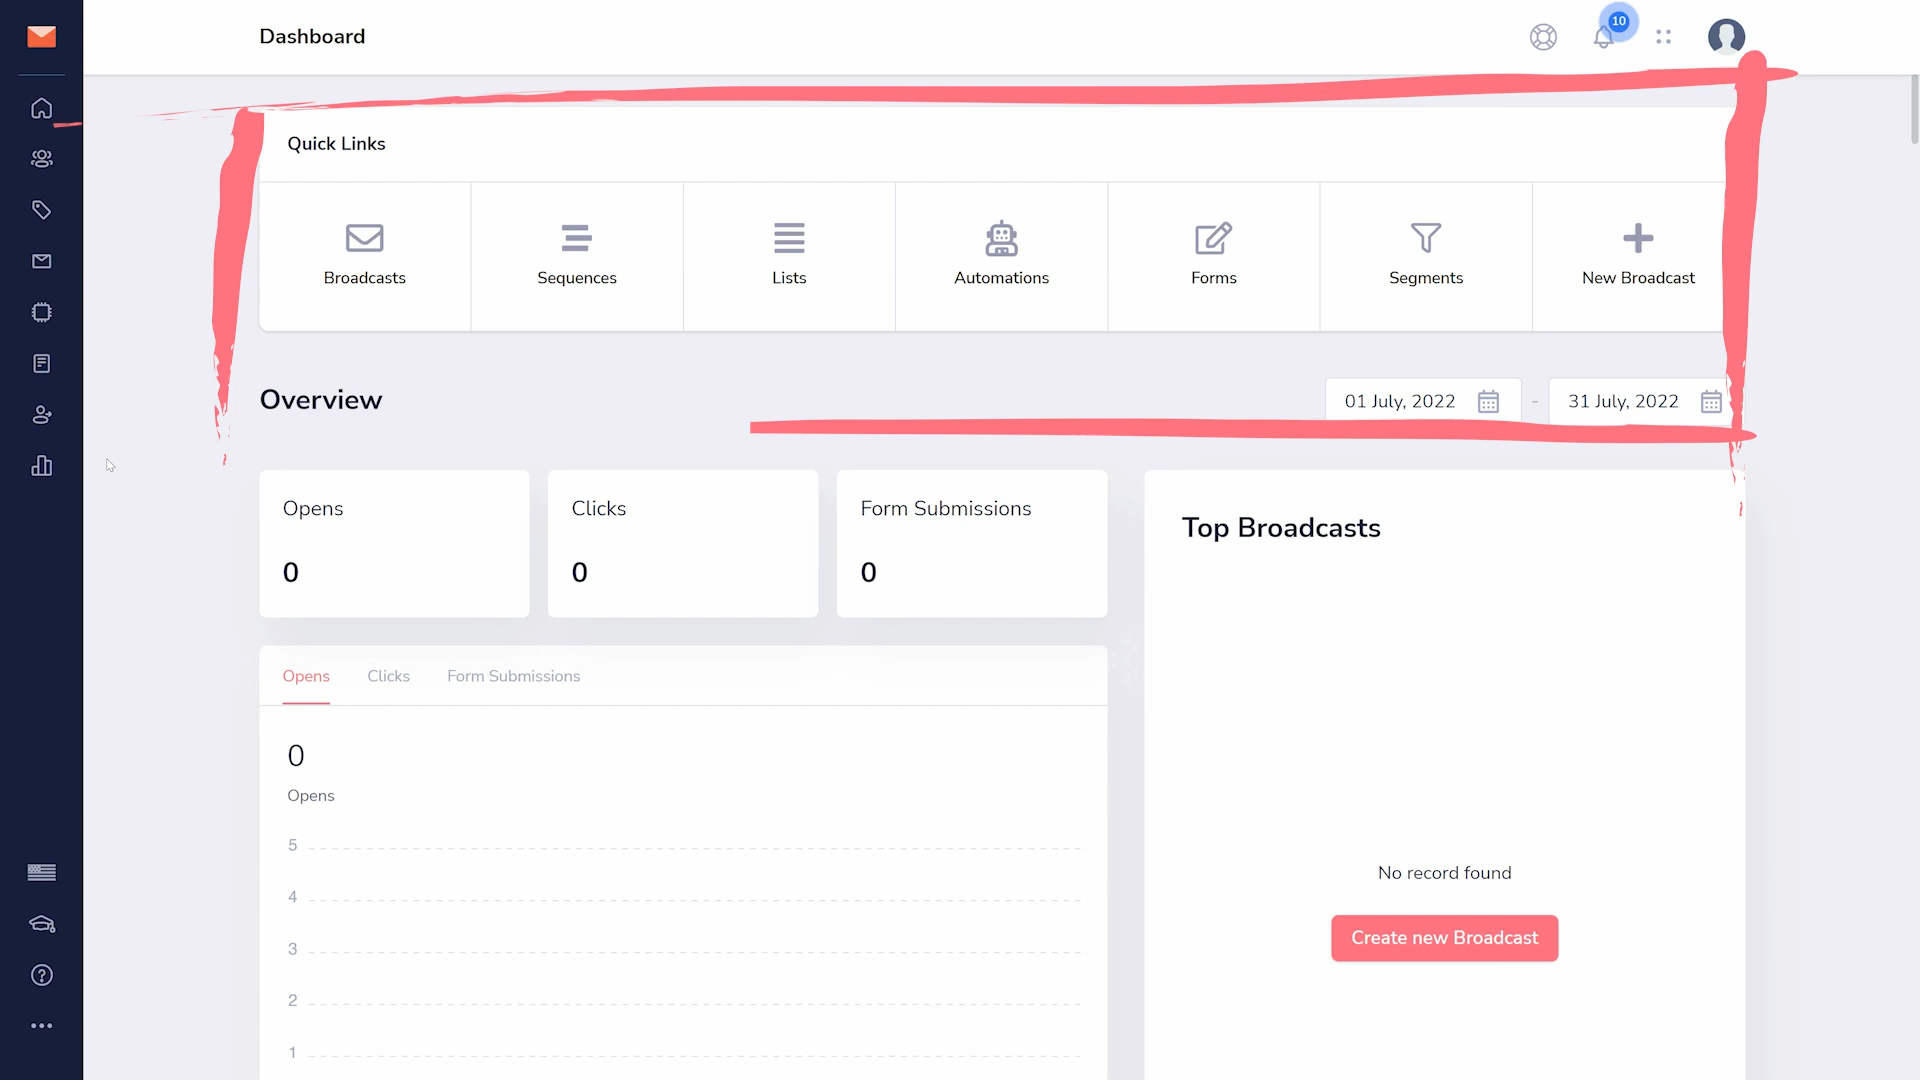 Dashboard
10
Quick Links
Broadcasts
Sequences
Lists
Automations
Forms
Segments
New Broadcast
Overview
01 July, 2022 - 31 July, 2022
Opens
0
Clicks
0
Form Submissions
0
Top Broadcasts
Opens Clicks Form Submissions
0
Opens
5
4
3
2
1
No record found
Create new Broadcast